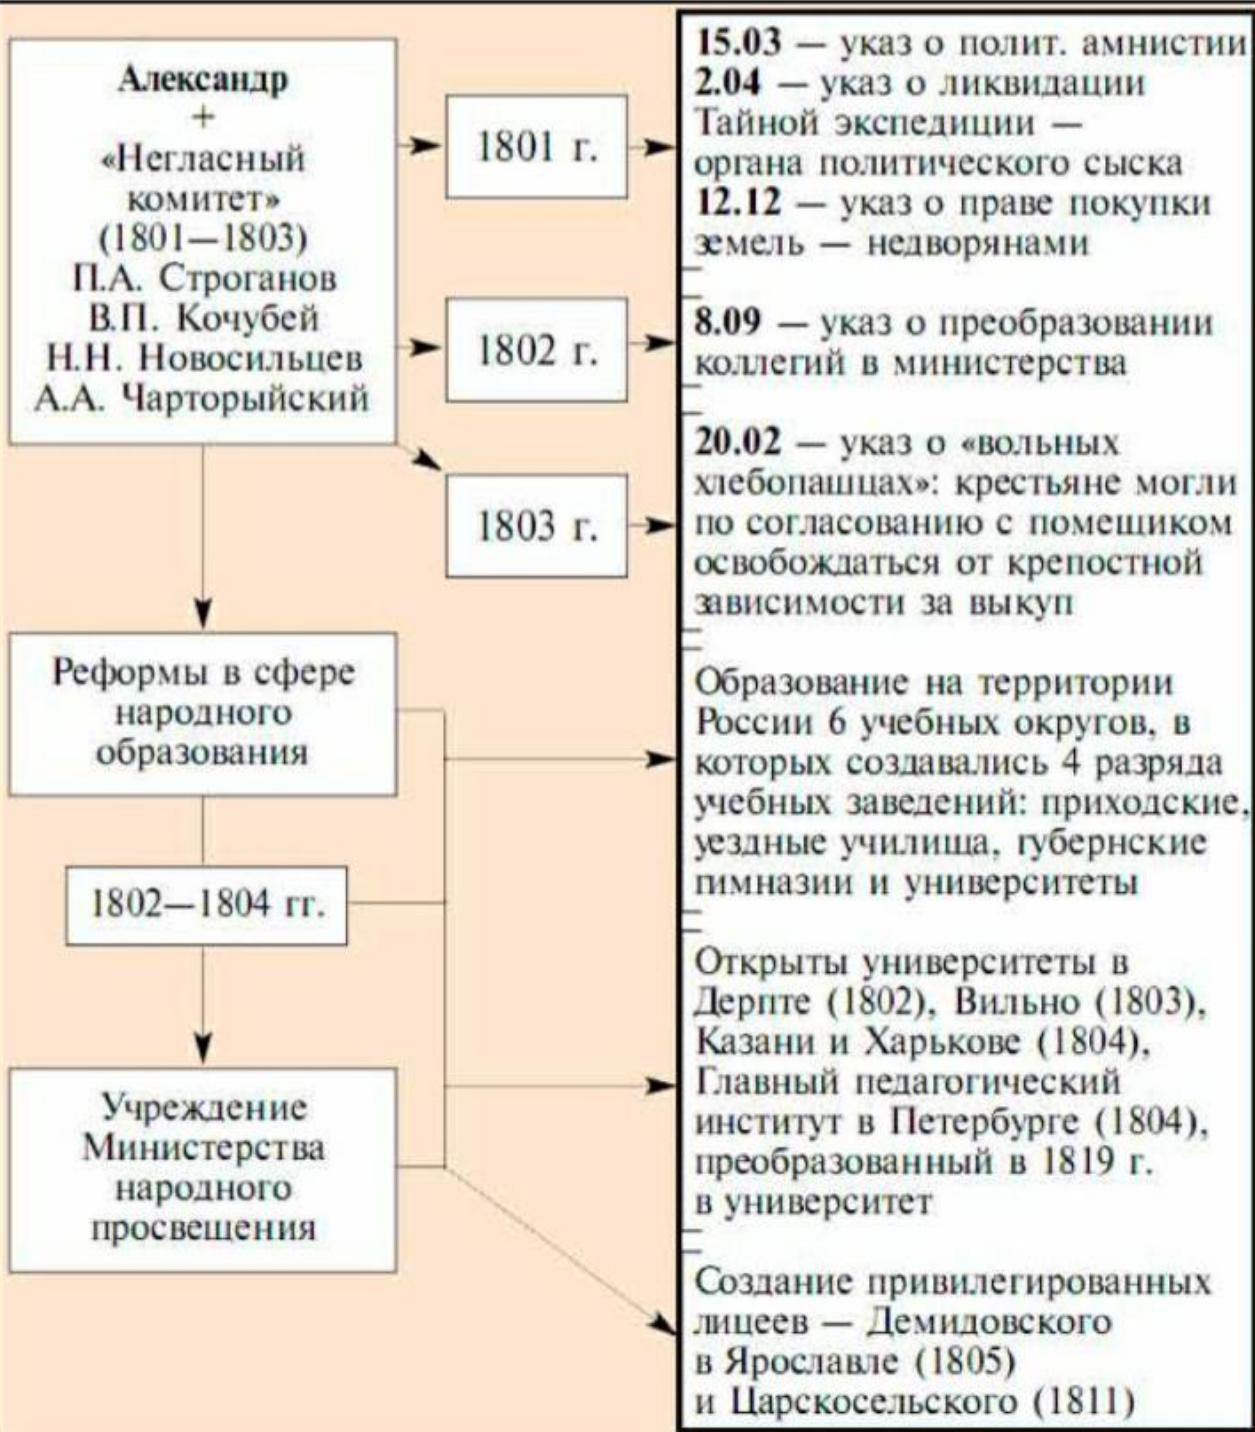 Александр
+
«Негласный
комитет»
(1801—1803)
П.А. Строганов
В.П. Кочубей
Н.Н. Новосильцев
А.А. Чарторыйский
1801 г.
15.03 — указ о полит. амнистии
2.04 — указ о ликвидации
Тайной экспедиции —
органа политического сыска
12.12 — указ о праве покупки
земель — недворянами
1802 г.
8.09 — указ о преобразовании
коллегий в министерства
1803 г.
20.02 — указ о «вольных
хлебопашцах»: крестьяне могли
по согласованию с помещиком
освобождаться от крепостной
зависимости за выкуп
Реформы в сфере
народного
образования
1802—1804 гг.
Учреждение
Министерства
народного
просвещения
Образование на территории
России 6 учебных округов, в
которых создавались 4 разряда
учебных заведений: приходские,
уездные училища, губернские
гимназии и университеты
Открыты университеты в
Дерпте (1802), Вильно (1803),
Казани и Харькове (1804),
Главный педагогический
институт в Петербурге (1804),
преобразованный в 1819 г.
в университет
Создание привилегированных
лицеев — Демидовского
в Ярославле (1805)
и Царскосельского (1811)